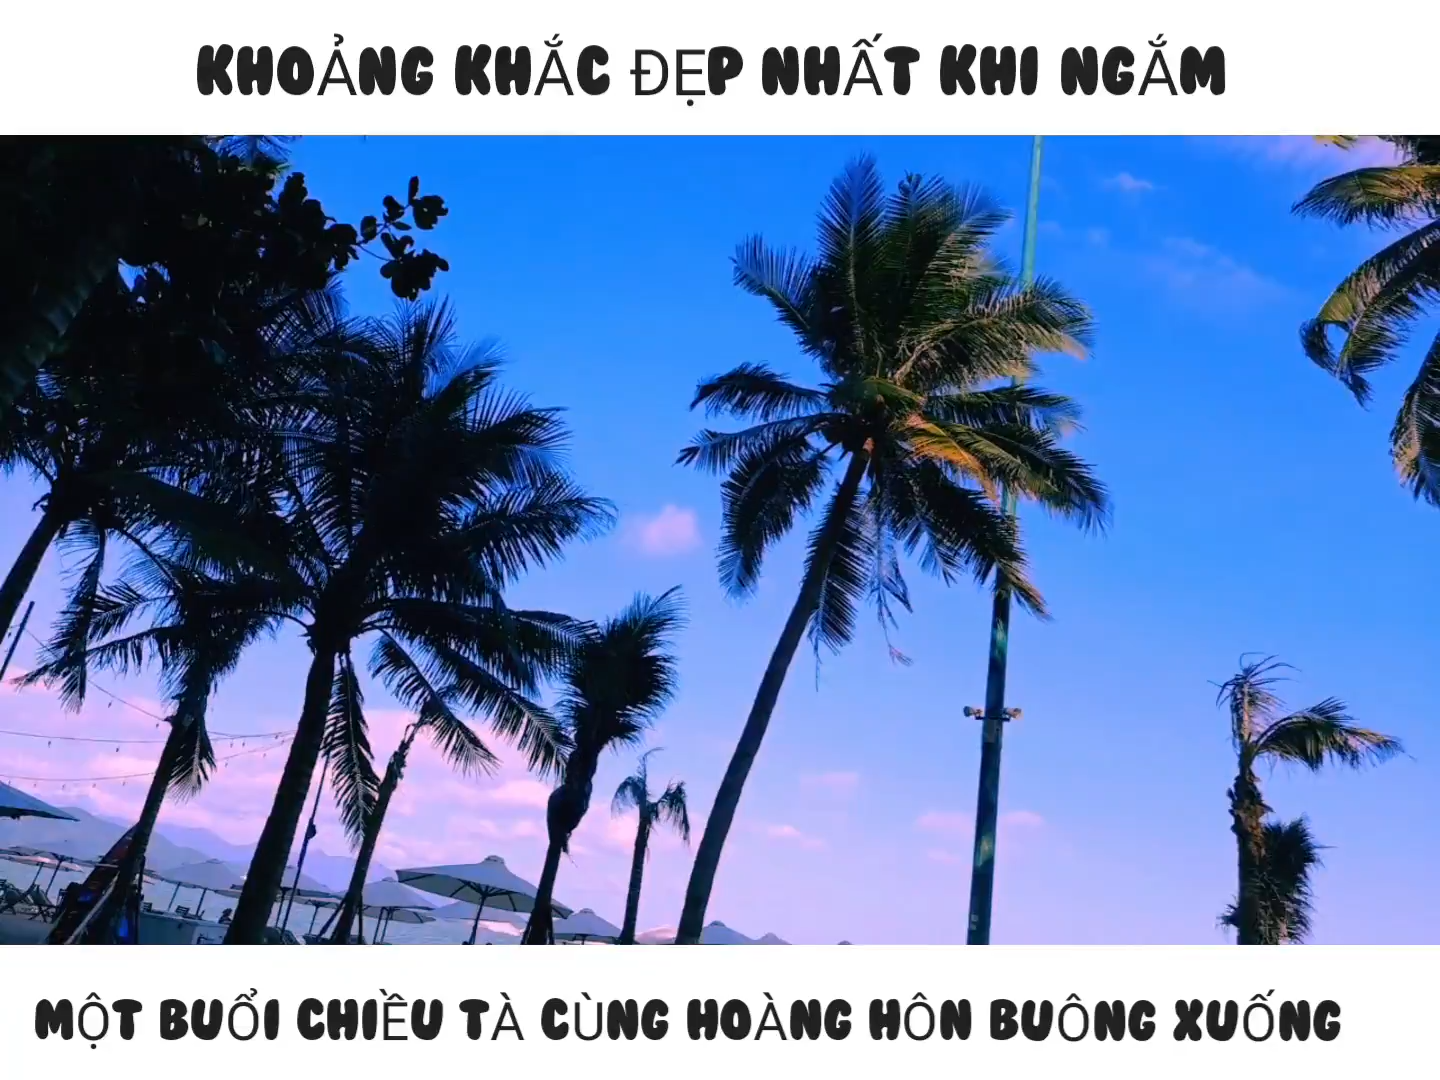 KHOẢNG KHẮC ĐẸP NHẤT KHI NGẮM
MỘT BUỔI CHIỀU TÀ CÙNG HOÀNG HÔN BUÔNG XUỐNG